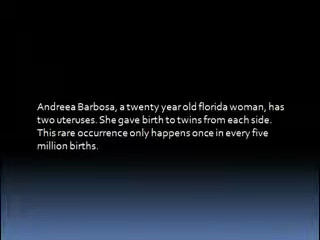 Andreea Barbosa, a twenty year old florida woman, has
two uteruses. She gave birth to twins from each side.
This rare occurrence only happens once in every five
million births.